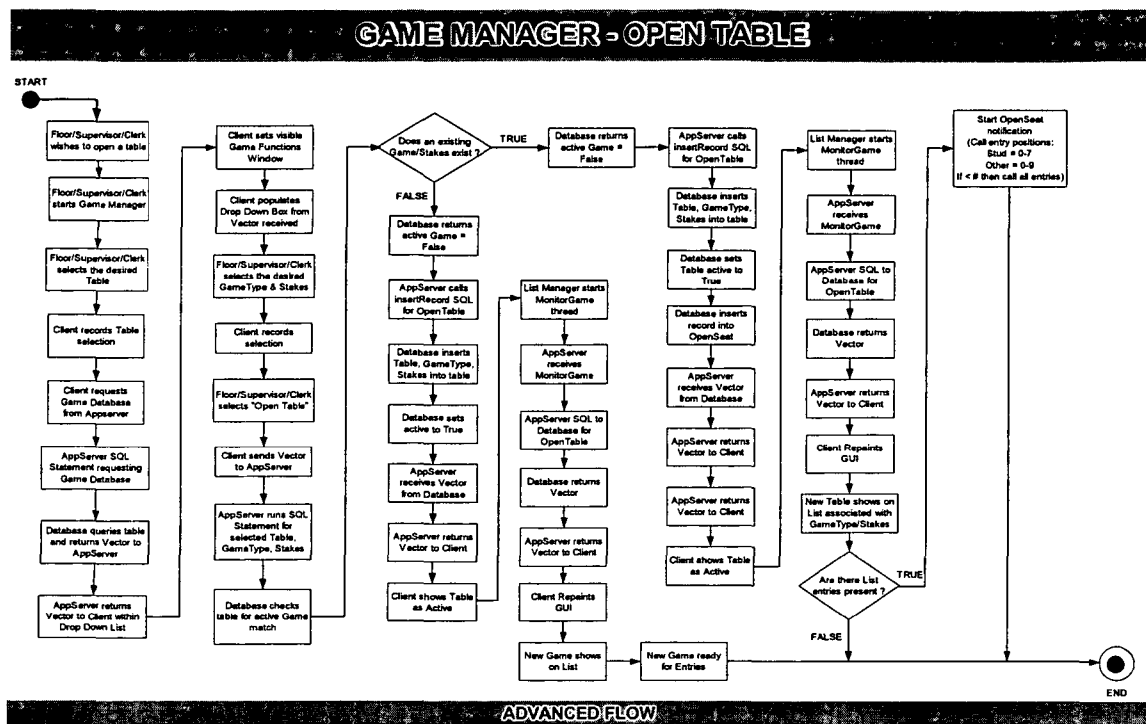 GAME MANAGER - OPEN TABLE
START
Floor/Supervisor/Clerk
wishes to open a table
Floor/Supervisor/Clerk
starts Game Manager
Floor/Supervisor/Clerk
selects the desired
Table
Client records Table
selection
Client requests
Game Database
from Appserver
AppServer SQL
Statement requesting
Game Database
Database queries table
and returns Vector to
AppServer
AppServer returns
Vector to Client within
Drop Down List
Client sets visible
Game Functions
Window
Client populates
Drop Down Box from
Vector received
Floor/Supervisor/Clerk
selects the desired
GameType & Stakes
Client records
selection
Floor/Supervisor/Clerk
selects "Open Table"
Client sends Vector
to AppServer
AppServer runs SQL
Statement for
selected Table,
GameType, Stakes
Database checks
table for active Game
match
Does an existing
Game/Stakes exist ?
TRUE
FALSE
Database returns
active Game =
False
AppServer calls
insertRecord SQL
for OpenTable
Database inserts
Table, GameType,
Stakes into table
Database sets
active to True
AppServer
receives Vector
from Database
AppServer returns
Vector to Client
Client shows Table
as Active
List Manager starts
MonitorGame
thread
AppServer
receives
MonitorGame
AppServer SQL to
Database for
OpenTable
Database returns
Vector
AppServer returns
Vector to Client
Client Repaints
GUI
New Game shows
on List
New Game ready
for Entries
Database returns
active Game =
False
AppServer calls
insertRecord SQL
for OpenTable
Database inserts
Table, GameType,
Stakes into table
Database sets
Table active to
True
Database inserts
record into
OpenSeat
AppServer
receives Vector
from Database
AppServer returns
Vector to Client
AppServer returns
Vector to Client
Client shows Table
as Active
List Manager starts
MonitorGame
thread
AppServer
receives
MonitorGame
AppServer SQL to
Database for
OpenTable
Database returns
Vector
AppServer returns
Vector to Client
Client Repaints
GUI
New Table shows on
List associated with
GameType/Stakes
Are there List
entries present ?
TRUE
FALSE
Start OpenSeat
notification
(Call entry positions:
Stud = 0-7
Other = 0-9
If < # then call all entries)
END
ADVANCED FLOW